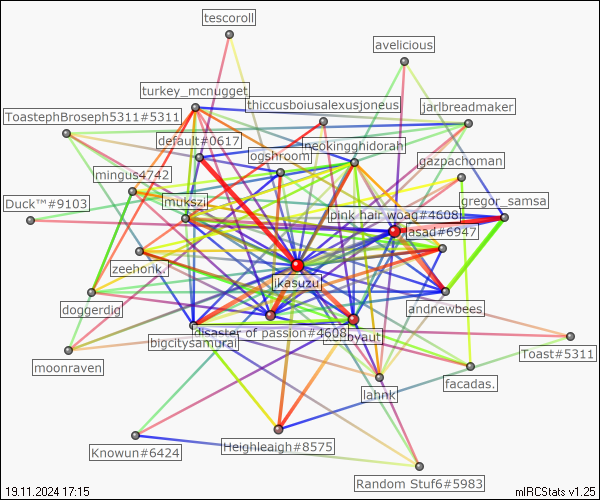 tescoroll
avelicious
turkey_mcnugget
thiccusboiusalexusjoneus
jarlbreadmaker
ToastephBroseph5311#5311
default#0617
neokingghidorah
ogshroom
gazpachoman
mingus4742
mukszi
gregor_samsa
Duck™#9103
pink hair woag#4608
jasad#6947
zeehonk.
jikasuzu
doggerdig
andnewbees
disaster of passion#4608
byaut
bigcitysamurai
moonraven
Toast#5311
facadas.
lahnk
Knowun#6424
Heighleaigh#8575
Random Stuf6#5983
19.11.2024 17:15
mIRCStats v1.25